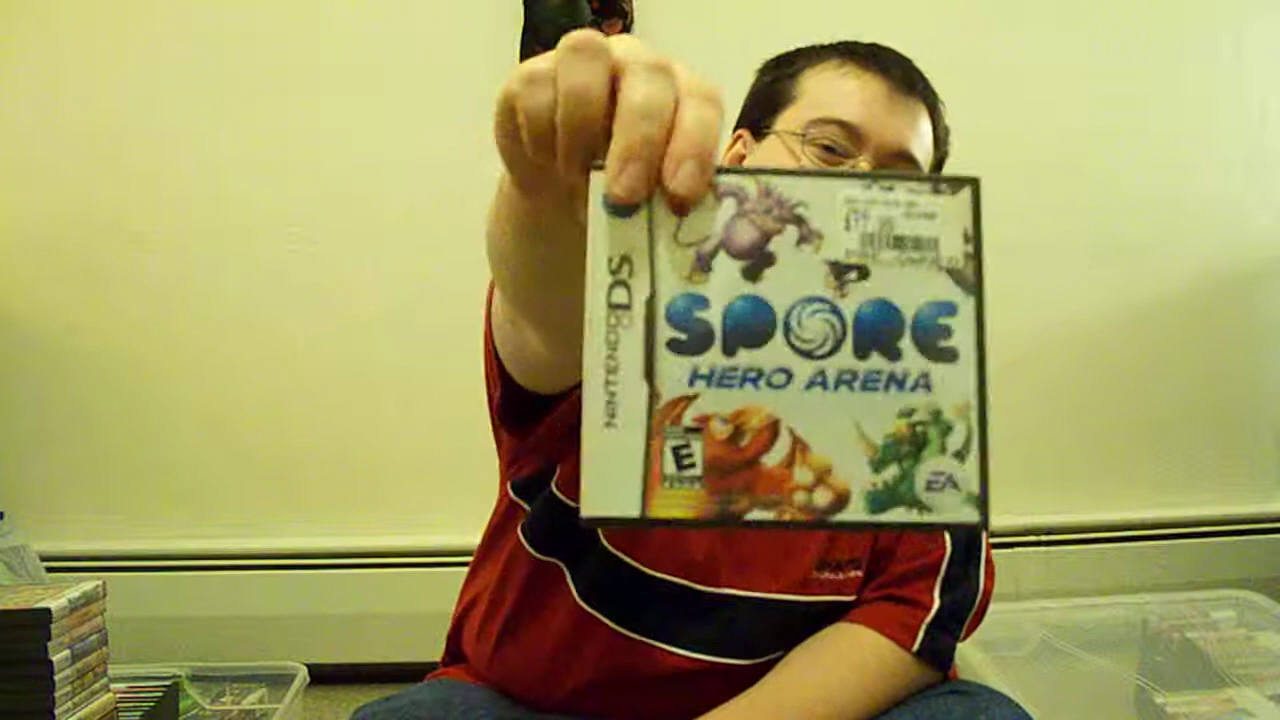 NINTENDO DS
SPORE
HERO ARENA
E
EA